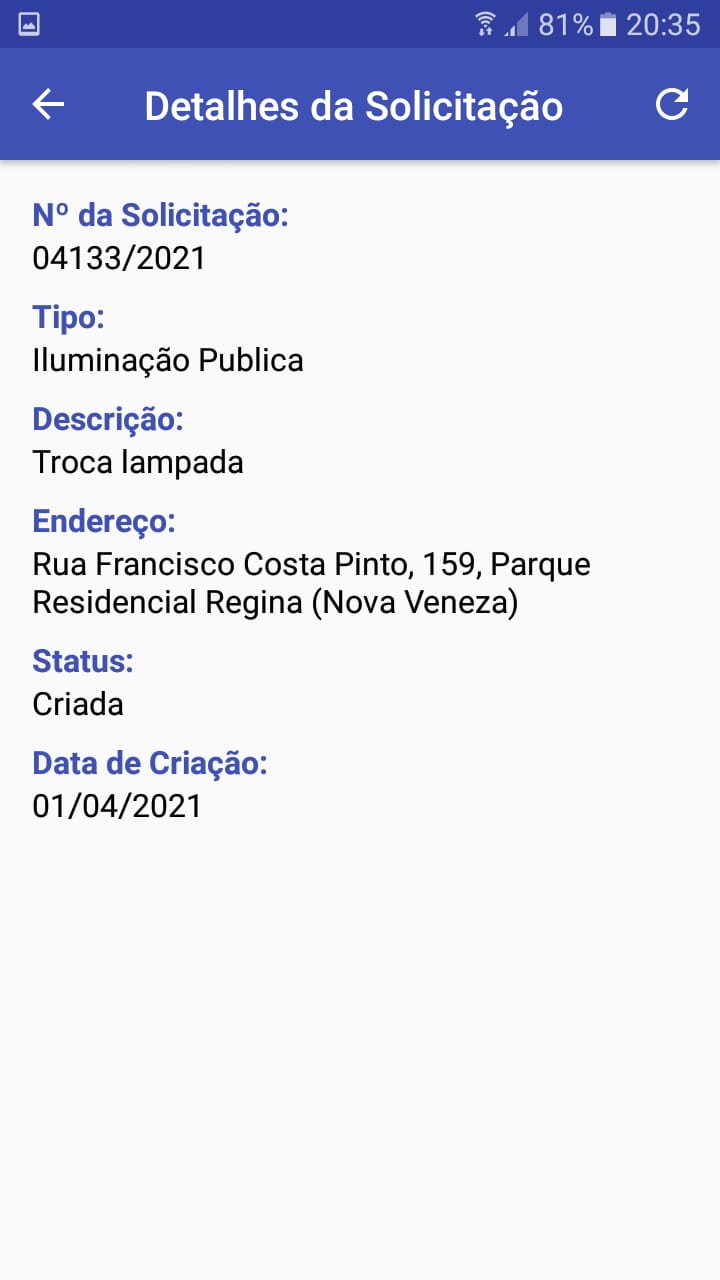 81% 20:35
Detalhes da Solicitação
Nº da Solicitação:
04133/2021
Tipo:
Iluminação Publica
Descrição:
Troca lampada
Endereço:
Rua Francisco Costa Pinto, 159, Parque
Residencial Regina (Nova Veneza)
Status:
Criada
Data de Criação:
01/04/2021